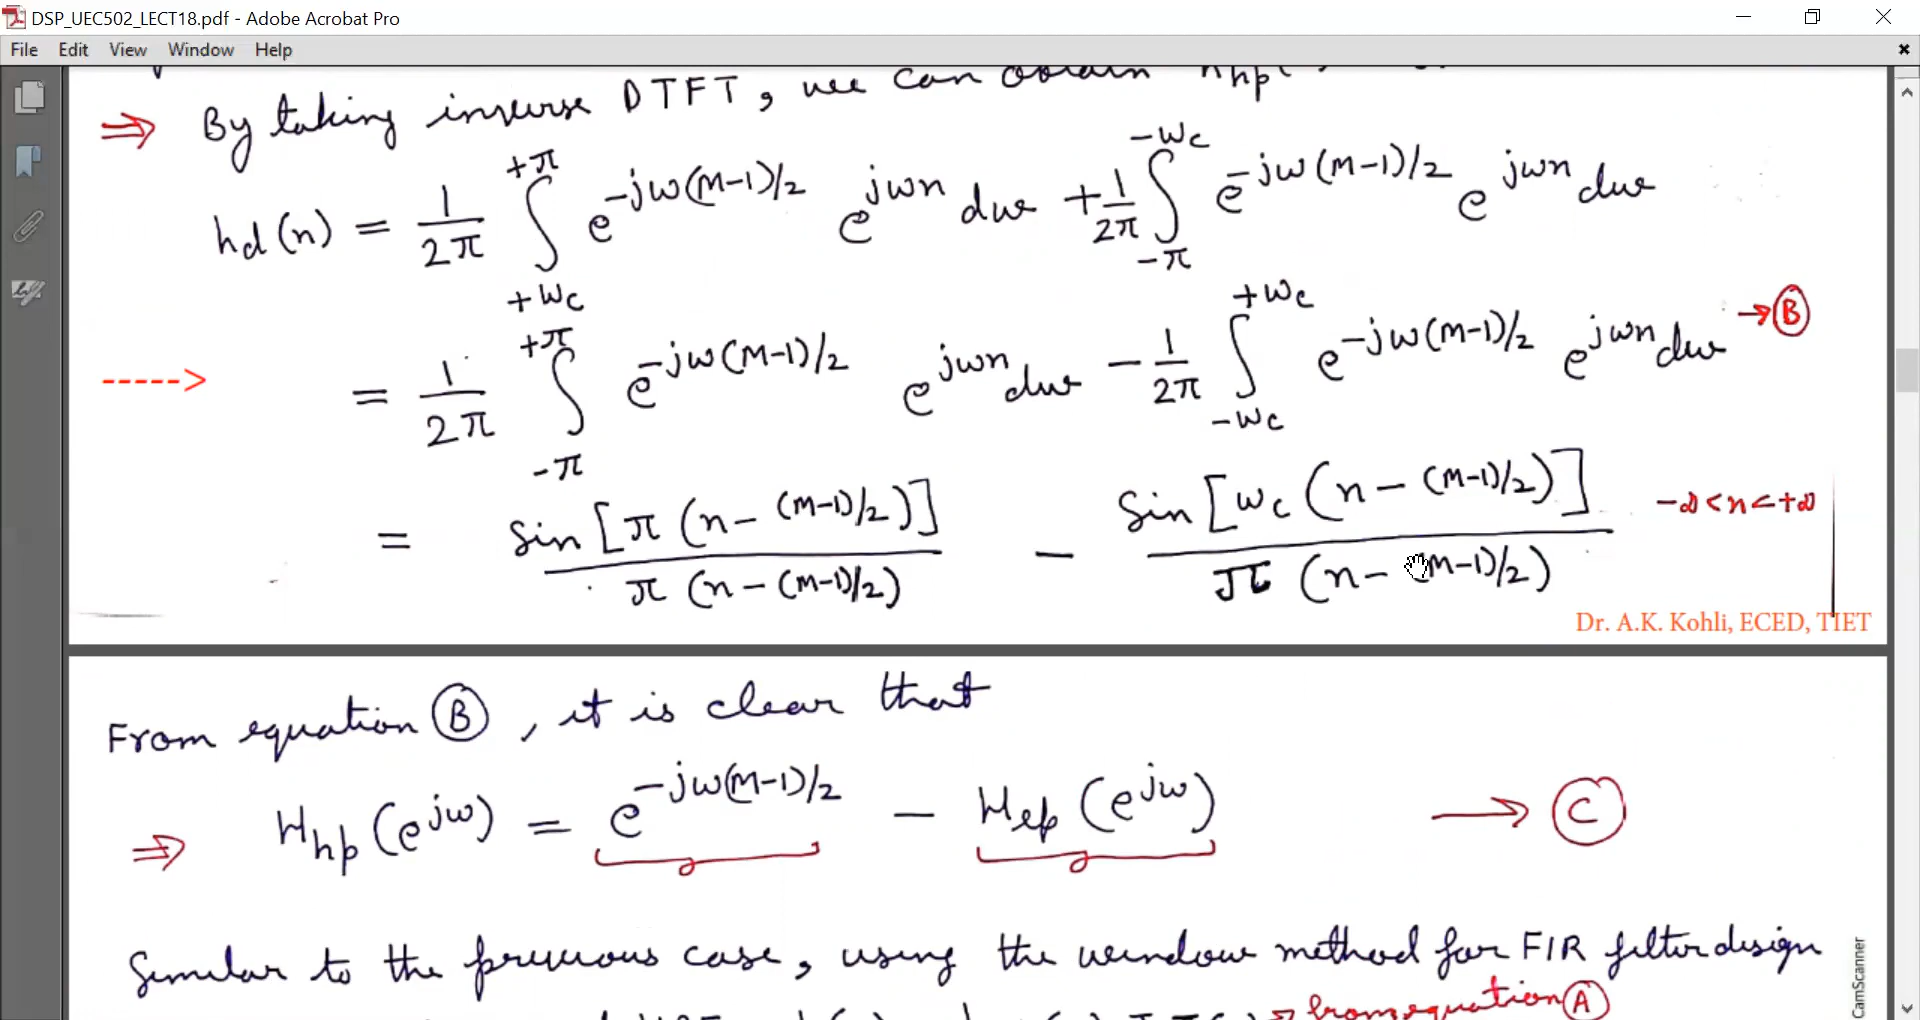 DSP_UEC502_LECT18.pdf - Adobe Acrobat Pro
File Edit View Window Help
⇒ By taking inverse DTFT, we can obtain hhp(
hd(n) = 1/2π ∫_{+ωc}^{+π} e^{-jω(M-1)/2} e^{jωn} dω + 1/2π ∫_{-π}^{-ωc} e^{-jω(M-1)/2} e^{jωn} dω
-----> = 1/2π ∫_{-π}^{+π} e^{-jω(M-1)/2} e^{jωn} dω - 1/2π ∫_{-ωc}^{+ωc} e^{-jω(M-1)/2} e^{jωn} dω → B
= Sin[π(n-(M-1)/2)] / π(n-(M-1)/2) - Sin[ωc(n-(M-1)/2)] / π(n-(M-1)/2) -∞<n<+∞
Dr. A.K. Kohli, ECED, TIET
From equation B, it is clear that
⇒ Hhp(e^{jω}) = e^{-jω(M-1)/2} - Hlp(e^{jω}) → C
Similar to the previous case, using the window method for FIR filter design
from equation A
CamScanner